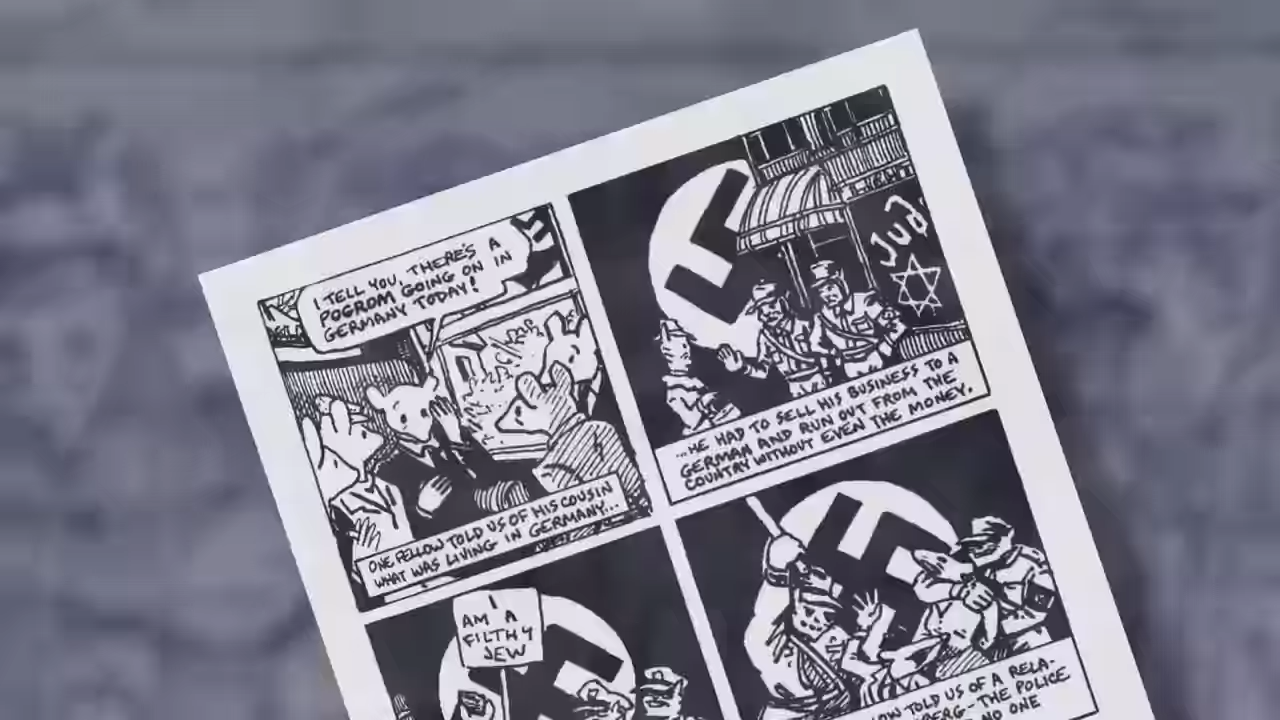 I TELL YOU, THERE'S A
POGROM GOING ON IN
GERMANY TODAY!
ONE FELLOW TOLD US OF HIS COUSIN
WHAT WAS LIVING IN GERMANY...
Jud
...HE HAD TO SELL HIS BUSINESS TO A
GERMAN AND RUN OUT FROM THE
COUNTRY WITHOUT EVEN THE MONEY.
I
AM A
FILTHY
JEW
TOLD US OF A RELA-
THE POLICE
NO ONE